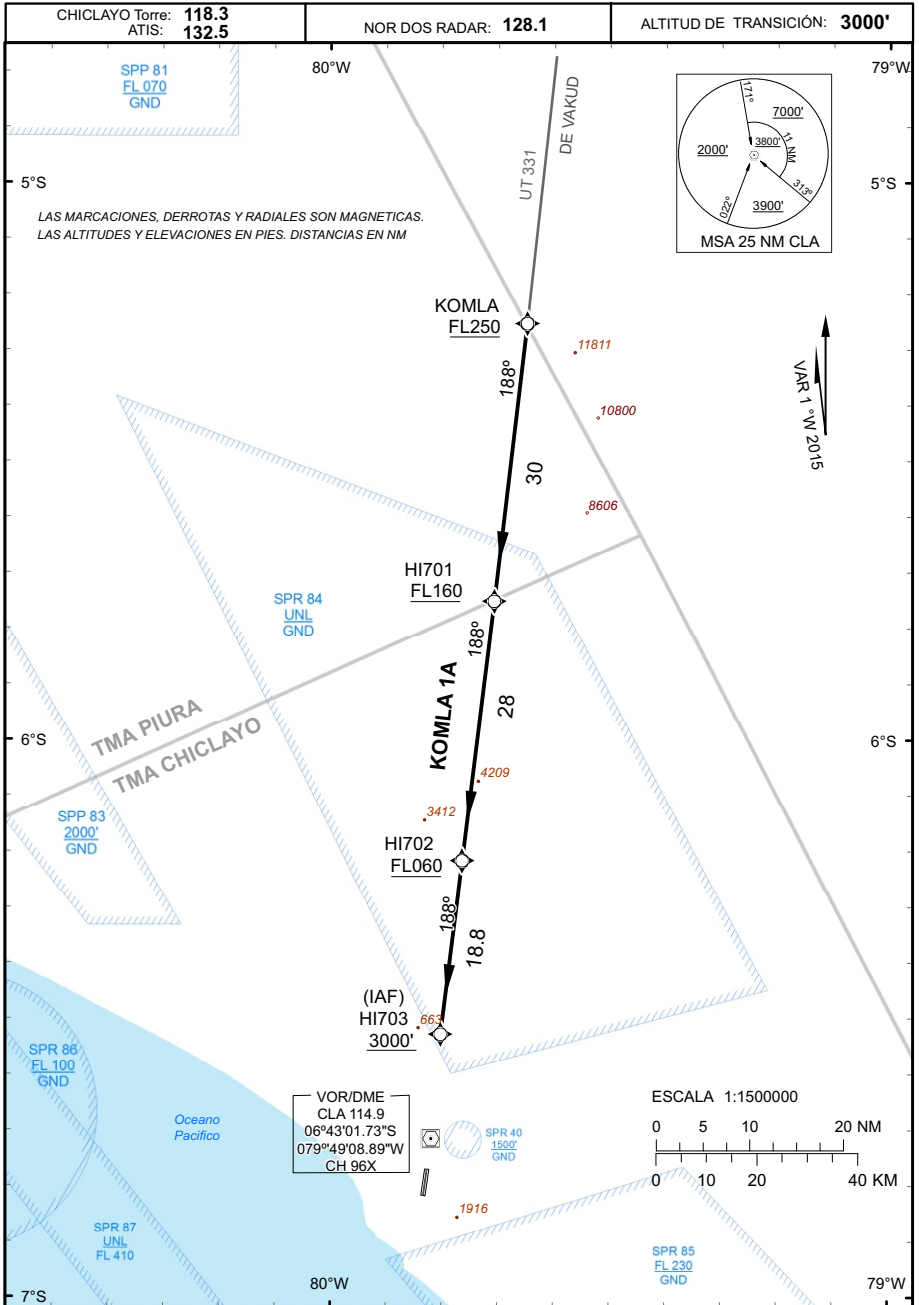 CHICLAYO Torre: 118.3
ATIS: 132.5
NOR DOS RADAR: 128.1
ALTITUD DE TRANSICIÓN: 3000'
80°W
79°W
SPP 81
FL 070
GND
UT 331
DE VAKUD
171°
7000'
2000'
3800'
11 NM
313°
022°
3900'
MSA 25 NM CLA
5°S
5°S
LAS MARCACIONES, DERROTAS Y RADIALES SON MAGNETICAS.
LAS ALTITUDES Y ELEVACIONES EN PIES. DISTANCIAS EN NM
KOMLA
FL250
188º
11811
10800
VAR 1 °W 2015
30
8606
HI701
FL160
SPR 84
UNL
GND
188º
KOMLA 1A
28
TMA PIURA
TMA CHICLAYO
6°S
6°S
4209
3412
SPP 83
2000'
GND
HI702
FL060
188º
18.8
(IAF)
HI703
3000'
663
SPR 86
FL 100
GND
Oceano
Pacifico
VOR/DME
CLA 114.9
06º43'01.73"S
079º49'08.89"W
CH 96X
SPR 40
1500'
GND
ESCALA 1:1500000
0 5 10 20 NM
0 10 20 40 KM
1916
SPR 87
UNL
FL 410
SPR 85
FL 230
GND
7°S
80°W
79°W